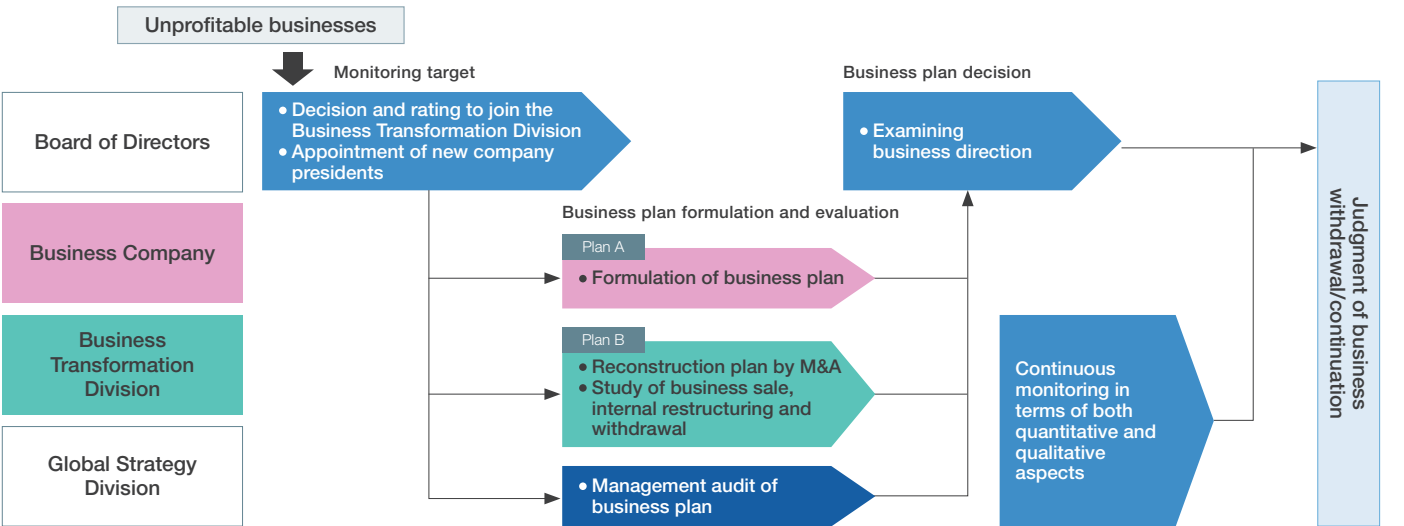 Unprofitable businesses
Monitoring target
Business plan decision
Board of Directors
• Decision and rating to join the
Business Transformation Division
• Appointment of new company
presidents
• Examining
business direction
Business plan formulation and evaluation
Business Company
Plan A
• Formulation of business plan
Business
Transformation
Division
Plan B
• Reconstruction plan by M&A
• Study of business sale,
internal restructuring and
withdrawal
Continuous
monitoring in
terms of both
quantitative and
qualitative
aspects
Global Strategy
Division
• Management audit of
business plan
Judgment of business
withdrawal/continuation